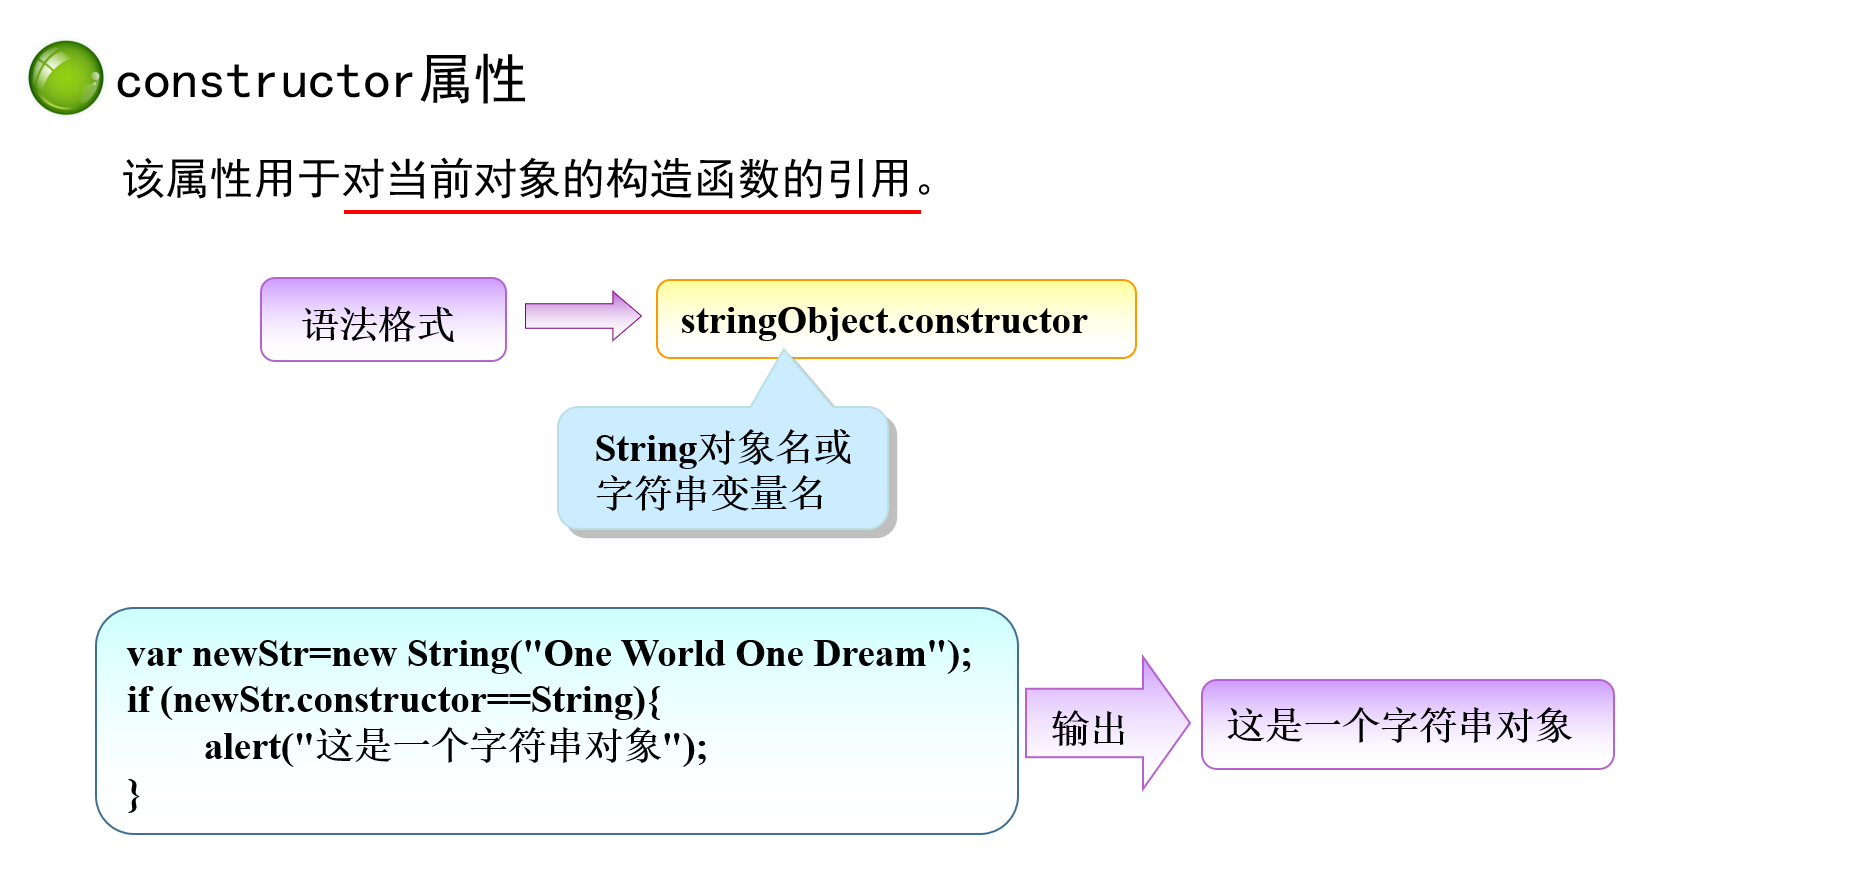 constructor属性
该属性用于对当前对象的构造函数的引用。
语法格式
stringObject.constructor
String对象名或
字符串变量名
var newStr=new String("One World One Dream");
if (newStr.constructor==String){
alert("这是一个字符串对象");
}
输出
这是一个字符串对象